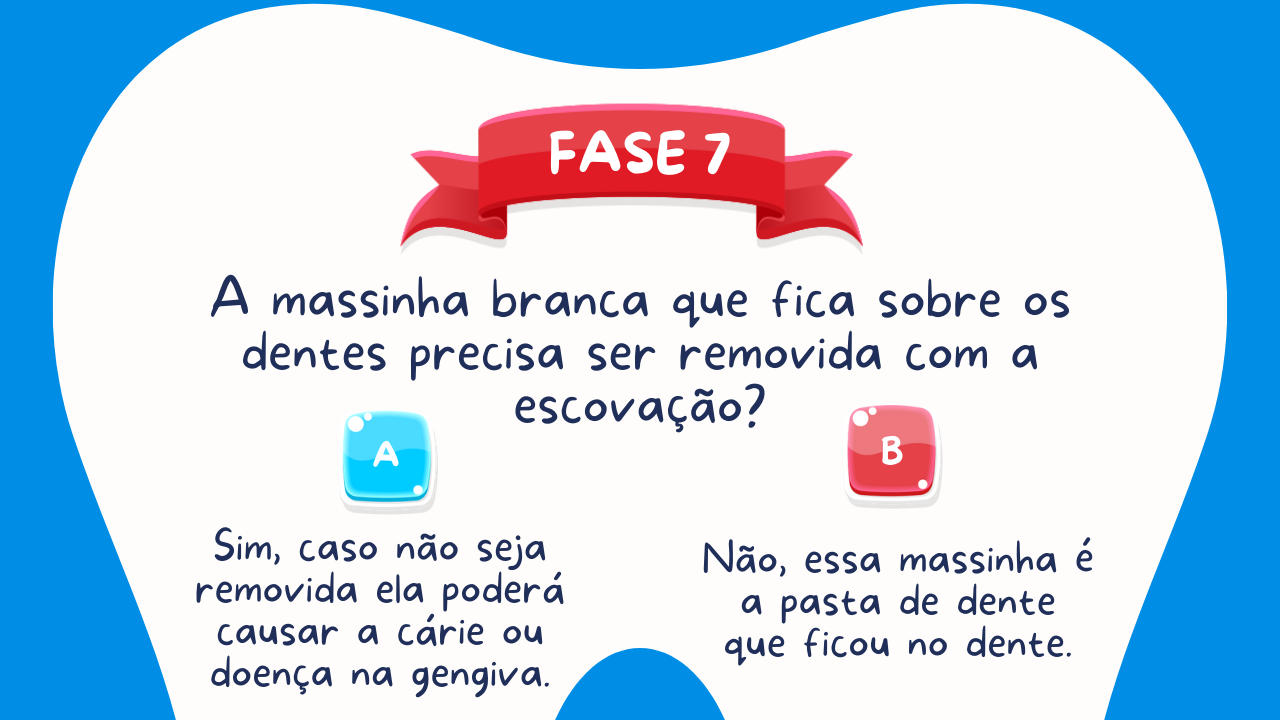 FASE 7
A massinha branca que fica sobre os
dentes precisa ser removida com a
escovação?
A
Sim, caso não seja
removida ela poderá
causar a cárie ou
doença na gengiva.
B
Não, essa massinha é
a pasta de dente
que ficou no dente.